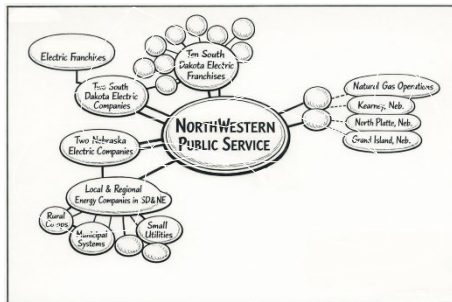 Electric Franchises
Ten South
Dakota Electric
Franchises
Two South
Dakota Electric
Companies
NORTHWESTERN
PUBLIC SERVICE
Natural Gas Operations
Kearney, Neb.
North Platte, Neb.
Grand Island, Neb.
Two Nebraska
Electric Companies
Local & Regional
Energy Companies in SD&NE
Rural
Municipal
Systems
Small
Utilities